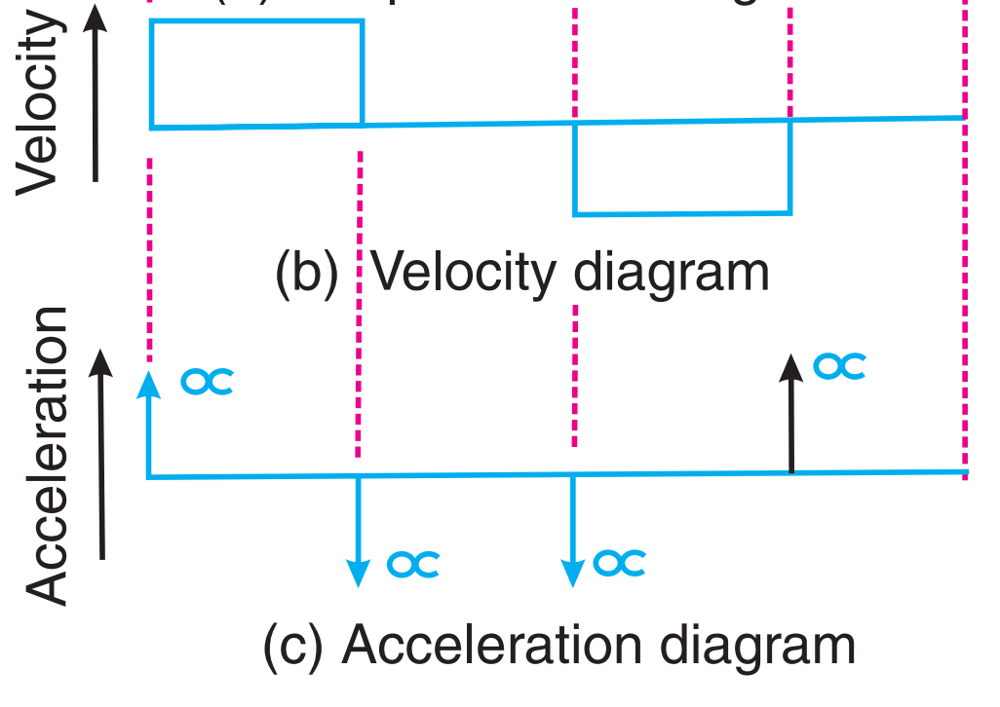 Velocity
(b) Velocity diagram
Acceleration
∝
∝
∝
∝
(c) Acceleration diagram